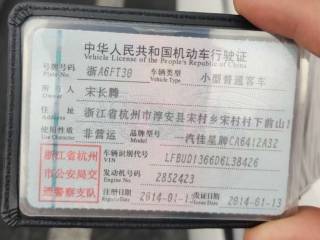 中华人民共和国机动车行驶证
Vehicle License of the People's Republic of China
号牌号码 浙A6FT30 车辆类型 小型普通客车
Plate No. Vehicle Type
所有人 宋长腾
Owner
住址 浙江省杭州市淳安县宋村乡宋村村下前山1
Address
使用性质 非营运 品牌型号 一汽佳星牌CA6412A32
Use Character Model
浙江省杭州市公安局交通警察支队
车辆识别代号 LFBUD1366D6L38426
VIN
发动机号码 2852423
Engine No.
注册日期 2014-01-13 发证日期 2014-01-13
Register Date Issue Date